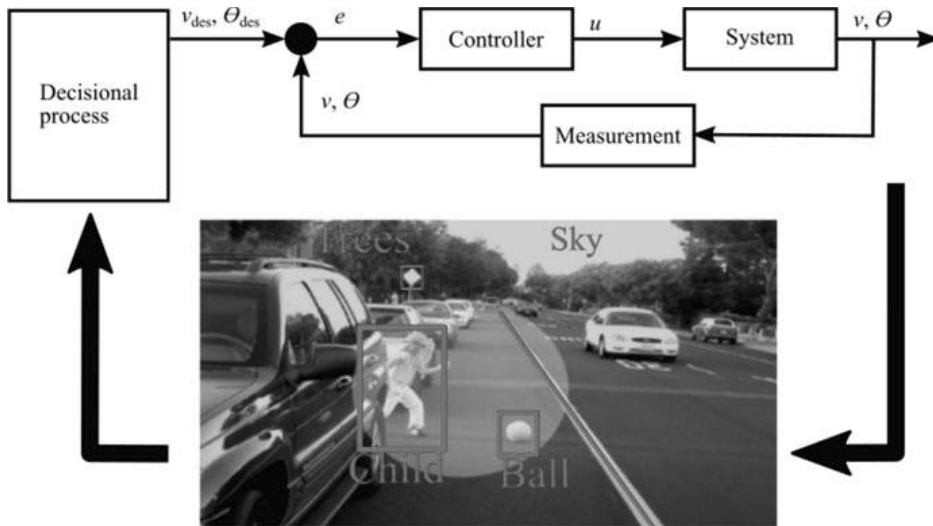 v_des, Θ_des
e
Controller
u
System
v, Θ
Decisional
process
v, Θ
Measurement
Trees
Sky
Child
Ball